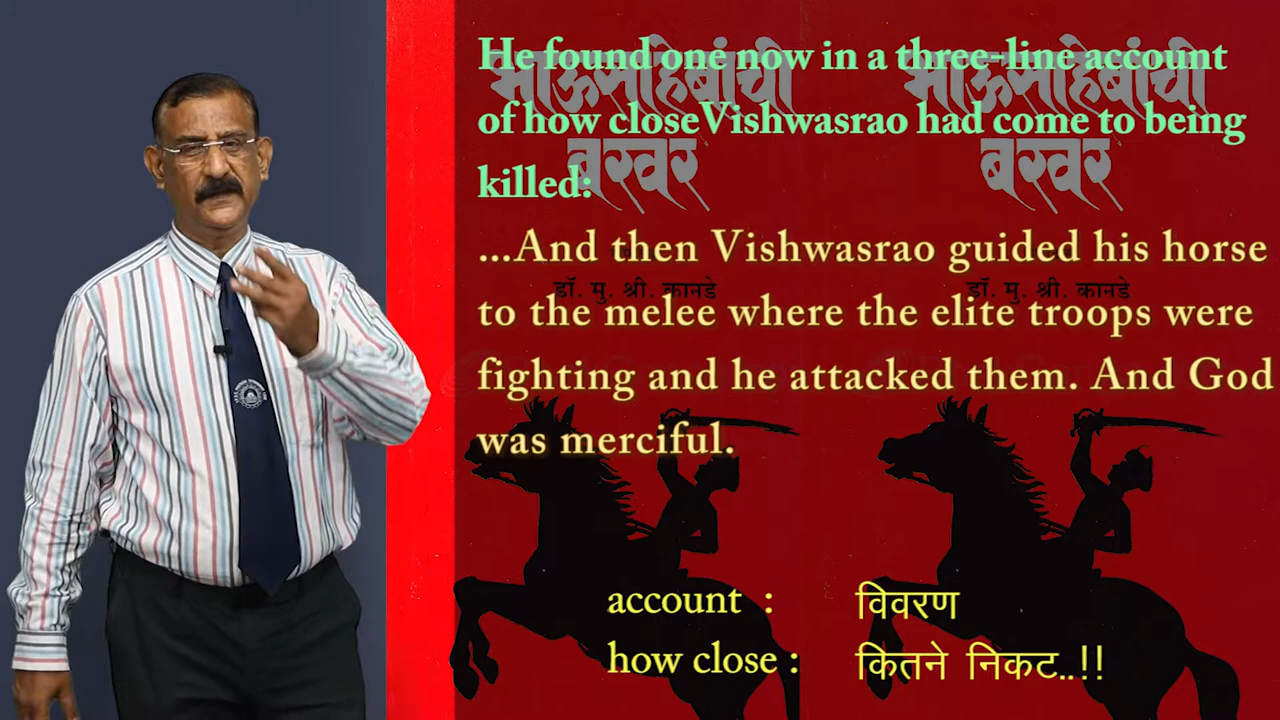 He found one now in a three-line account
of how closeVishwasrao had come to being
killed:
...And then Vishwasrao guided his horse
to the melee where the elite troops were
fighting and he attacked them. And God
was merciful.
account : विवरण
how close : कितने निकट..!!
भाऊसाहेबांची भाऊसाहेबांची
बखर बखर
डॉ. मु. श्री. कानडे डॉ. मु. श्री. कानडे